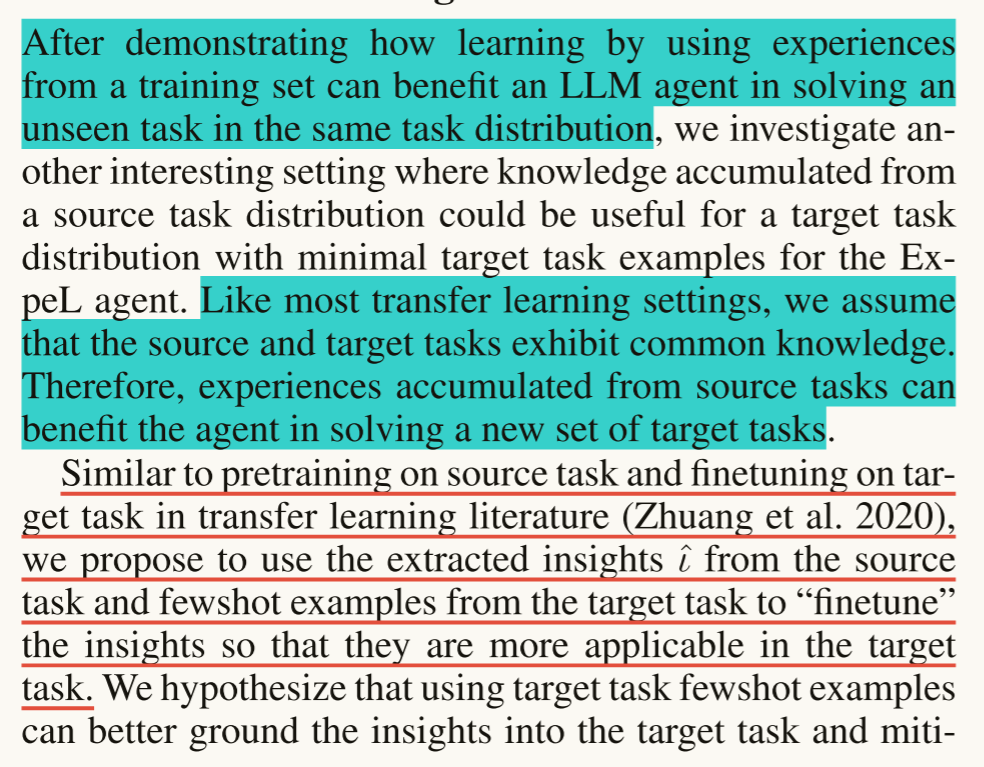 After demonstrating how learning by using experiences
from a training set can benefit an LLM agent in solving an
unseen task in the same task distribution, we investigate an-
other interesting setting where knowledge accumulated from
a source task distribution could be useful for a target task
distribution with minimal target task examples for the Ex-
peL agent. Like most transfer learning settings, we assume
that the source and target tasks exhibit common knowledge.
Therefore, experiences accumulated from source tasks can
benefit the agent in solving a new set of target tasks.
Similar to pretraining on source task and finetuning on tar-
get task in transfer learning literature (Zhuang et al. 2020),
we propose to use the extracted insights î from the source
task and fewshot examples from the target task to “finetune”
the insights so that they are more applicable in the target
task. We hypothesize that using target task fewshot examples
can better ground the insights into the target task and miti-